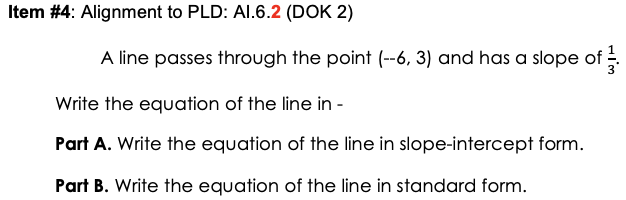 Item #4: Alignment to PLD: AI.6.2 (DOK 2)
A line passes through the point (--6, 3) and has a slope of 1/3.
Write the equation of the line in -
Part A. Write the equation of the line in slope-intercept form.
Part B. Write the equation of the line in standard form.